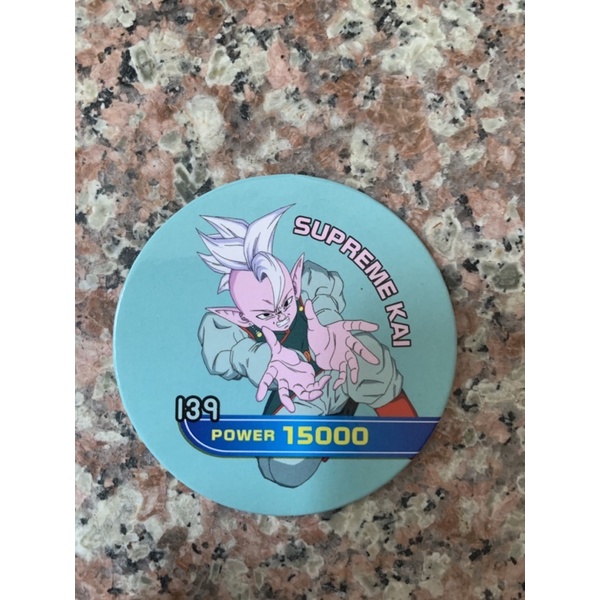 SUPREME KAI
139
POWER 15000